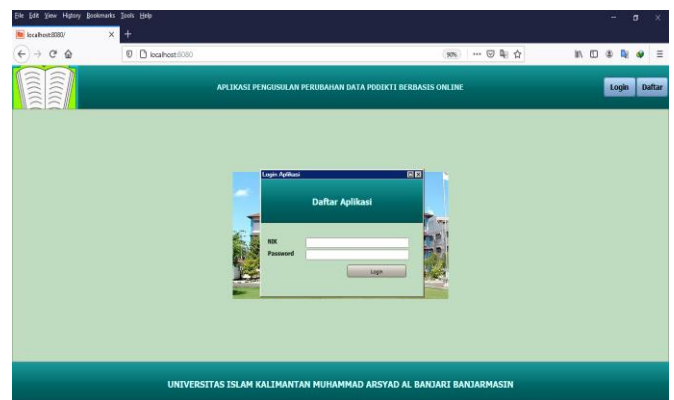 File Edit View History Bookmarks Tools Help
localhost:8080/
localhost:8080
90%
APLIKASI PENGUSULAN PERUBAHAN DATA PDDIKTI BERBASIS ONLINE
Login Daftar
Login Aplikasi
Daftar Aplikasi
NIK
Password
Login
UNIVERSITAS ISLAM KALIMANTAN MUHAMMAD ARSYAD AL BANJARI BANJARMASIN